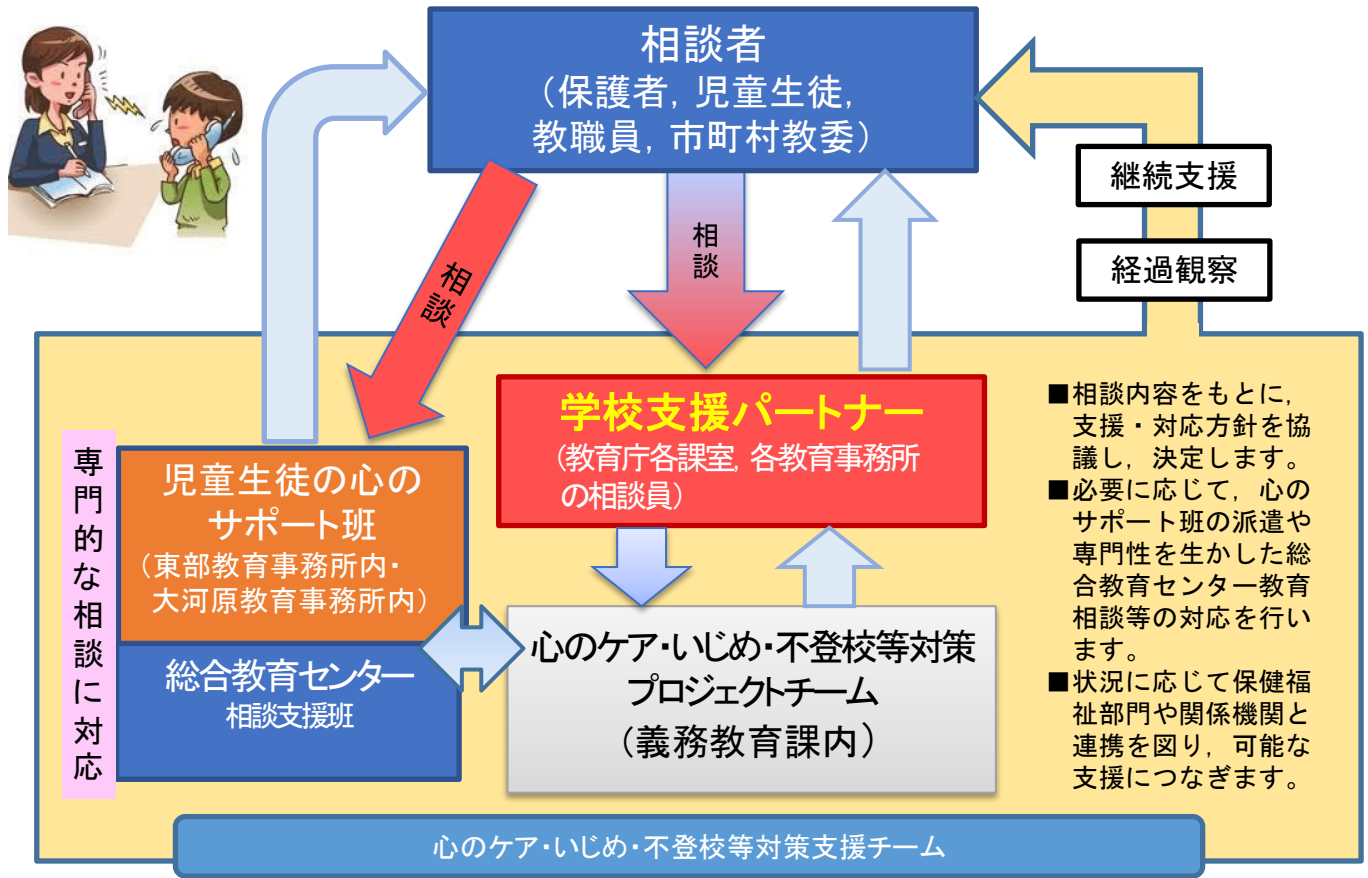 相談者
（保護者，児童生徒，
教職員，市町村教委）
継続支援
経過観察
相談
相談
学校支援パートナー
（教育庁各課室，各教育事務所
の相談員）
専門的な相談に対応
児童生徒の心の
サポート班
（東部教育事務所内・
大河原教育事務所内）
総合教育センター
相談支援班
心のケア・いじめ・不登校等対策
プロジェクトチーム
（義務教育課内）
■相談内容をもとに，
支援・対応方針を協
議し，決定します。
■必要に応じて，心の
サポート班の派遣や
専門性を生かした総
合教育センター教育
相談等の対応を行い
ます。
■状況に応じて保健福
祉部門や関係機関と
連携を図り，可能な
支援につなぎます。
心のケア・いじめ・不登校等対策支援チーム